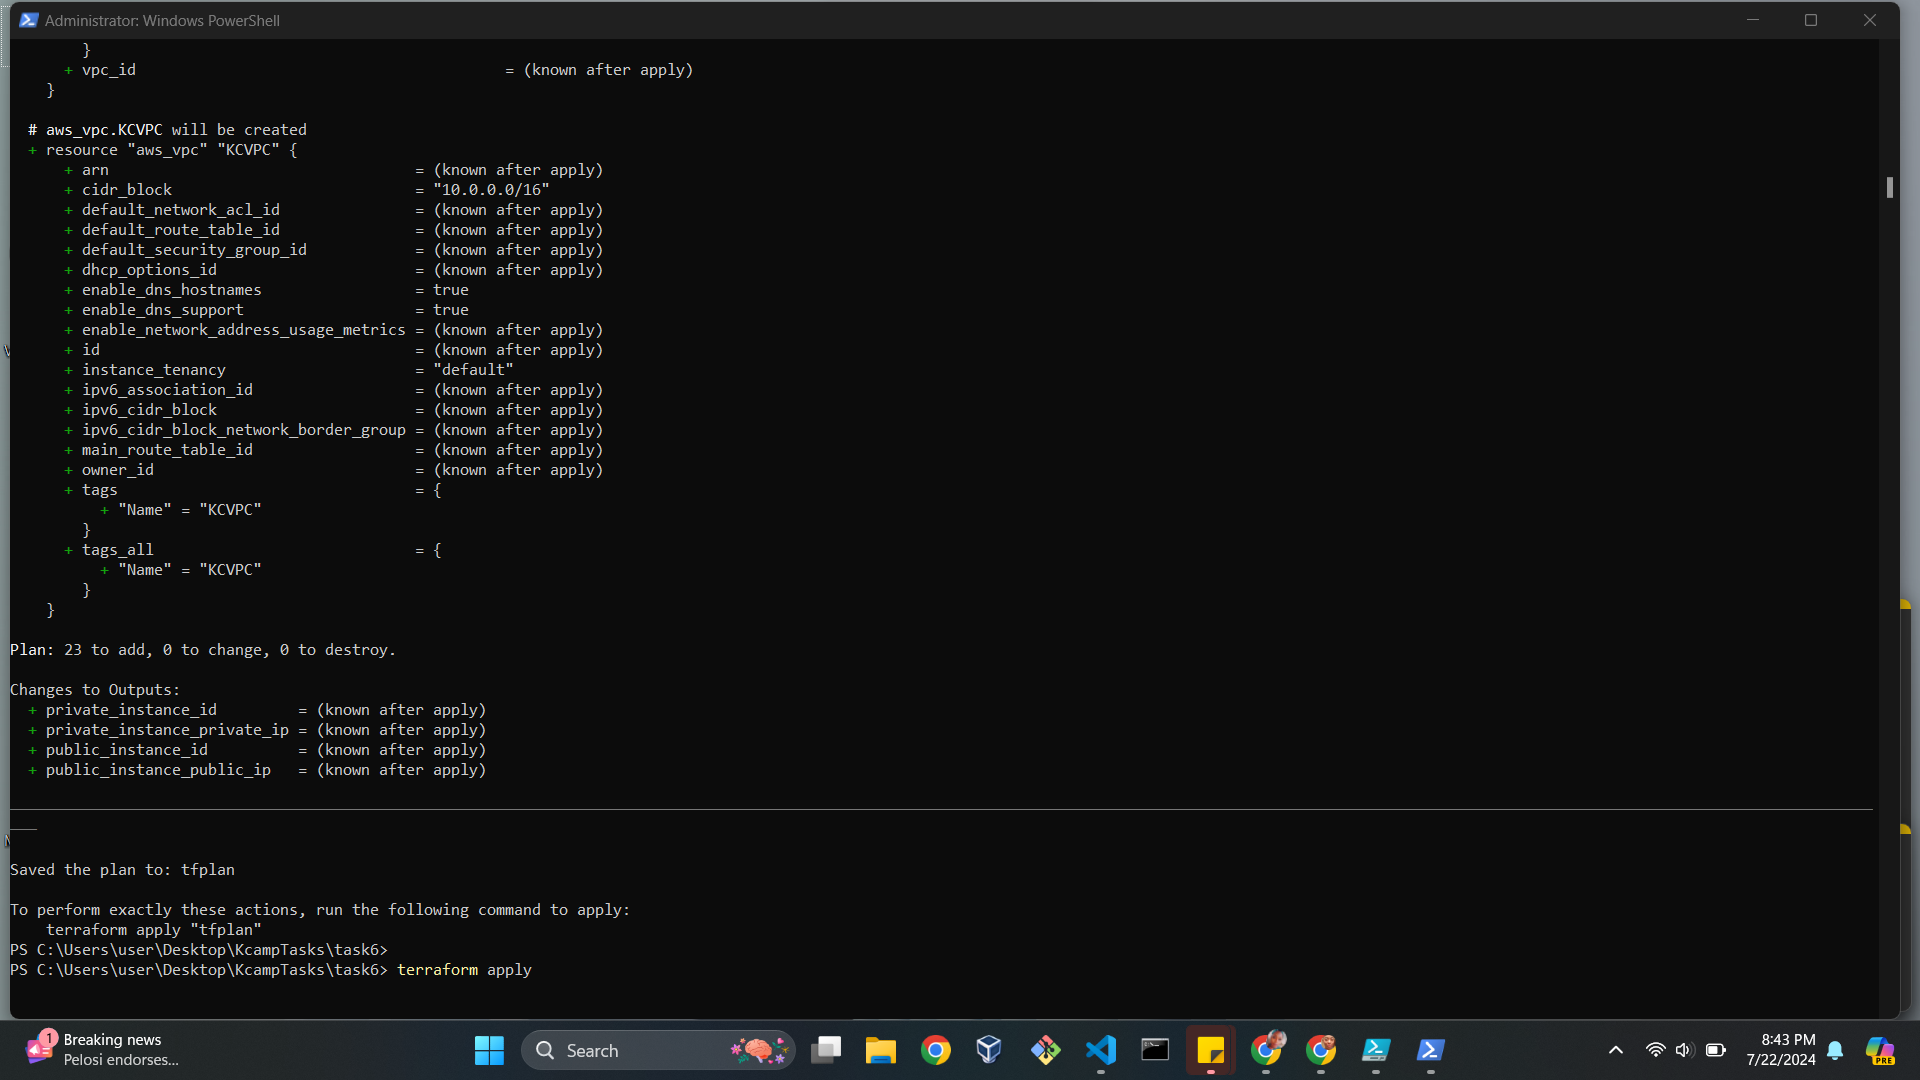 Administrator: Windows PowerShell
        }
      + vpc_id                                         = (known after apply)
    }
  # aws_vpc.KCVPC will be created
  + resource "aws_vpc" "KCVPC" {
      + arn                                  = (known after apply)
      + cidr_block                           = "10.0.0.0/16"
      + default_network_acl_id               = (known after apply)
      + default_route_table_id               = (known after apply)
      + default_security_group_id            = (known after apply)
      + dhcp_options_id                      = (known after apply)
      + enable_dns_hostnames                 = true
      + enable_dns_support                   = true
      + enable_network_address_usage_metrics = (known after apply)
      + id                                   = (known after apply)
      + instance_tenancy                     = "default"
      + ipv6_association_id                  = (known after apply)
      + ipv6_cidr_block                      = (known after apply)
      + ipv6_cidr_block_network_border_group = (known after apply)
      + main_route_table_id                  = (known after apply)
      + owner_id                             = (known after apply)
      + tags                                 = {
          + "Name" = "KCVPC"
        }
      + tags_all                             = {
          + "Name" = "KCVPC"
        }
    }
Plan: 23 to add, 0 to change, 0 to destroy.
Changes to Outputs:
  + private_instance_id         = (known after apply)
  + private_instance_private_ip = (known after apply)
  + public_instance_id          = (known after apply)
  + public_instance_public_ip   = (known after apply)
Saved the plan to: tfplan
To perform exactly these actions, run the following command to apply:
    terraform apply "tfplan"
PS C:\Users\user\Desktop\KcampTasks\task6>
PS C:\Users\user\Desktop\KcampTasks\task6> terraform apply
1
Breaking news
Pelosi endorses...
Search
8:43 PM
7/22/2024
PRE